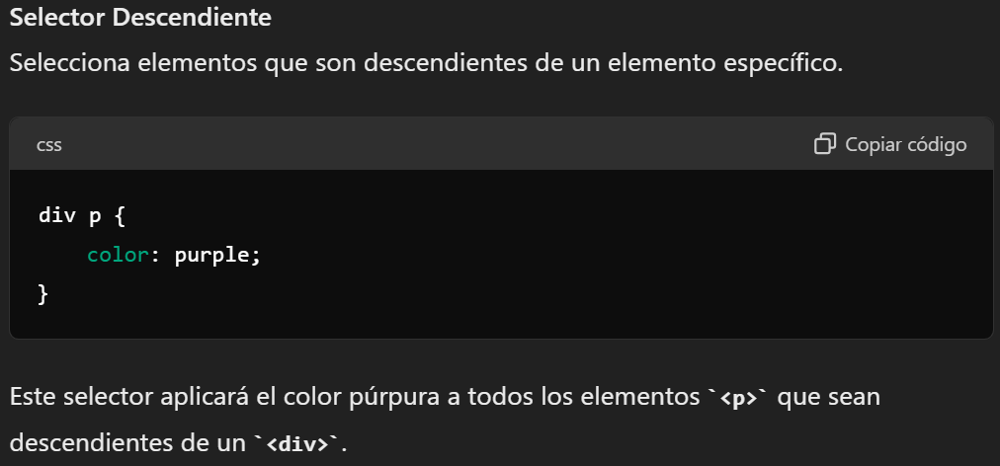 Selector Descendiente
Selecciona elementos que son descendientes de un elemento específico.
css
Copiar código
div p {
    color: purple;
}
Este selector aplicará el color púrpura a todos los elementos `<p>` que sean
descendientes de un `<div>`.